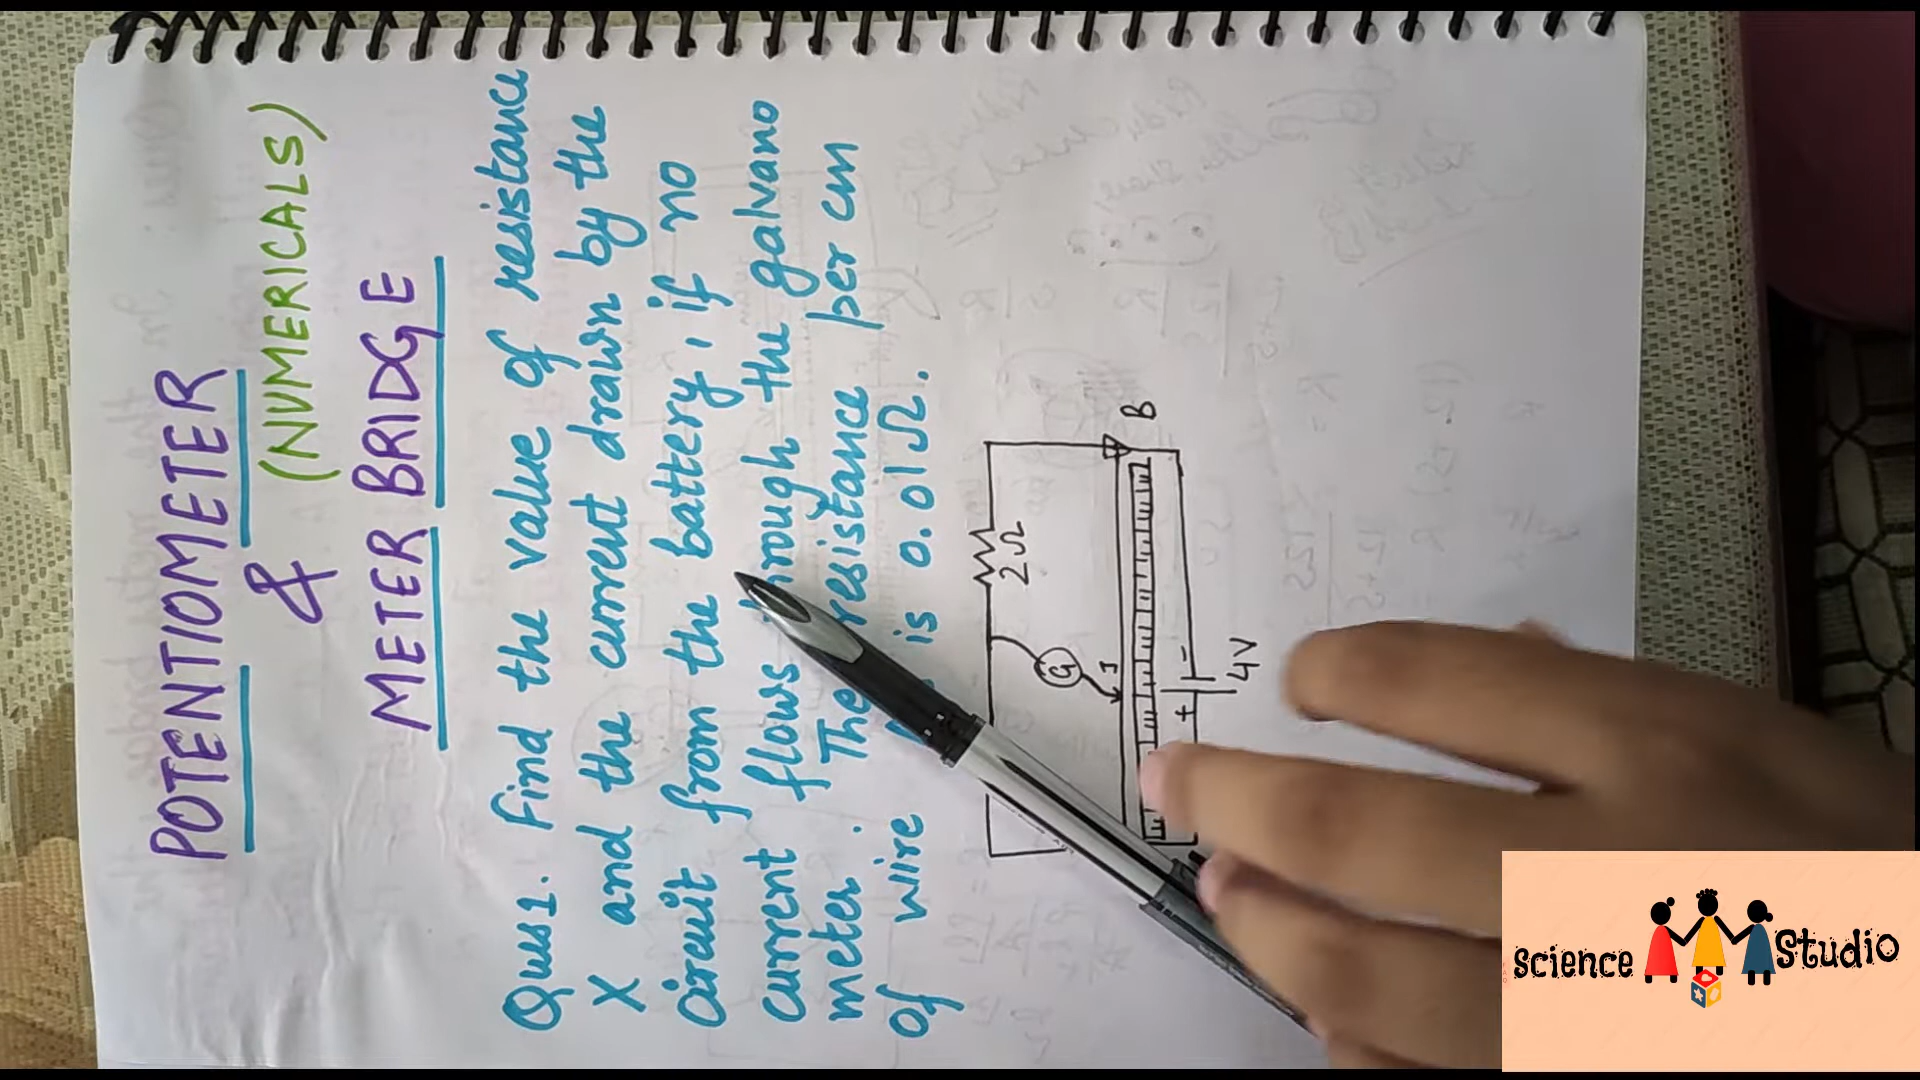 POTENTIOMETER
&
(NUMERICALS)
METER BRIDGE
Ques1. Find the value of resistance
X and the current drawn by the
circuit from the battery, if no
current flows through the galvano
meter. The resistance per cm
of wire is 0.01Ω.
2Ω
G
J
B
+ -
4V
Science Studio